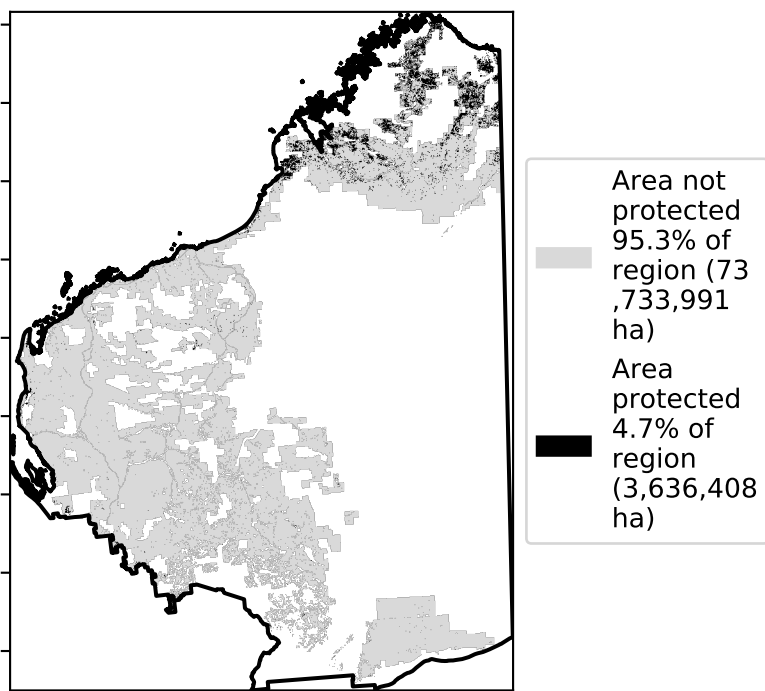 Area not
protected
95.3% of
region (73
,733,991
ha)
Area
protected
4.7% of
region
(3,636,408
ha)